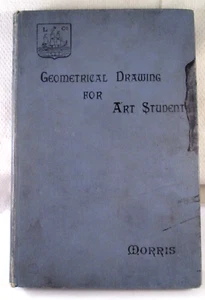 Geometrical Drawing
for
Art Student
Morris